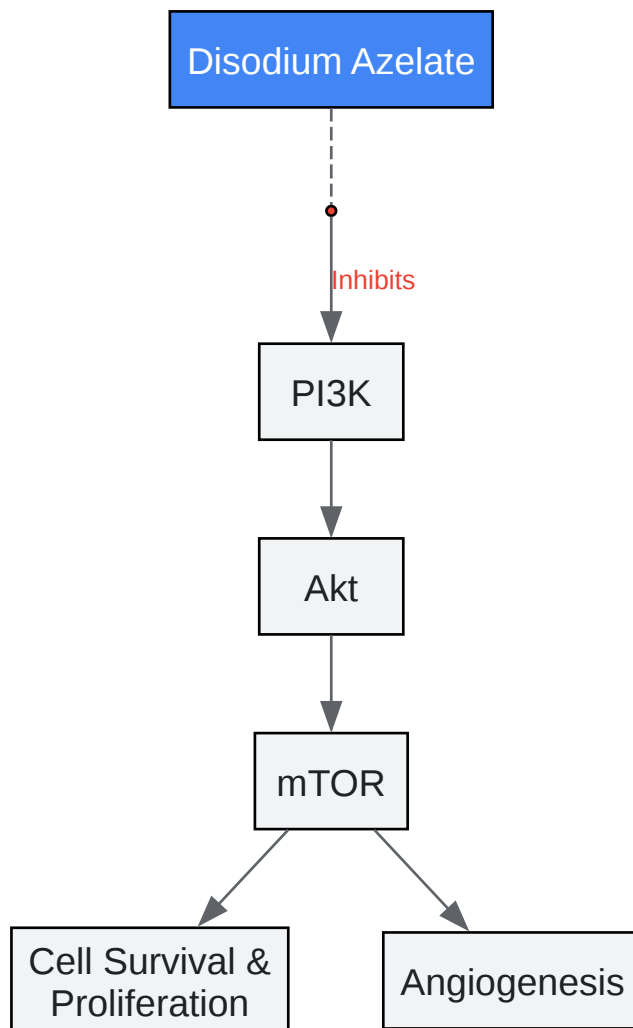 Disodium Azelate
Inhibits
PI3K
Akt
mTOR
Cell Survival &
Proliferation
Angiogenesis